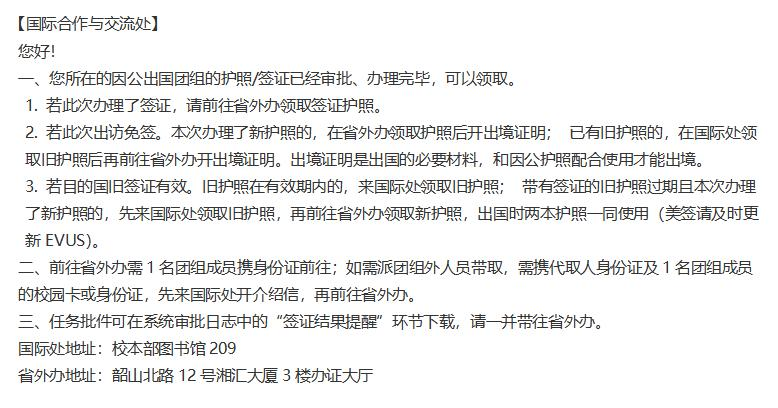 【国际合作与交流处】
您好！
一、您所在的因公出国团组的护照/签证已经审批、办理完毕，可以领取。
1. 若此次办理了签证，请前往省外办领取签证护照。
2. 若此次出访免签。本次办理了新护照的，在省外办领取护照后开出境证明； 已有旧护照的，在国际处领
取旧护照后再前往省外办开出境证明。出境证明是出国的必要材料，和因公护照配合使用才能出境。
3. 若目的国旧签证有效。旧护照在有效期内的，来国际处领取旧护照； 带有签证的旧护照过期且本次办理
了新护照的，先来国际处领取旧护照，再前往省外办领取新护照，出国时两本护照一同使用（美签请及时更
新 EVUS)。
二、前往省外办需 1 名团组成员携身份证前往；如需派团组外人员带取，需携代取人身份证及 1 名团组成员
的校园卡或身份证，先来国际处开介绍信，再前往省外办。
三、任务批件可在系统审批日志中的“签证结果提醒”环节下载，请一并带往省外办。
国际处地址：校本部图书馆 209
省外办地址：韶山北路 12 号湘汇大厦 3 楼办证大厅